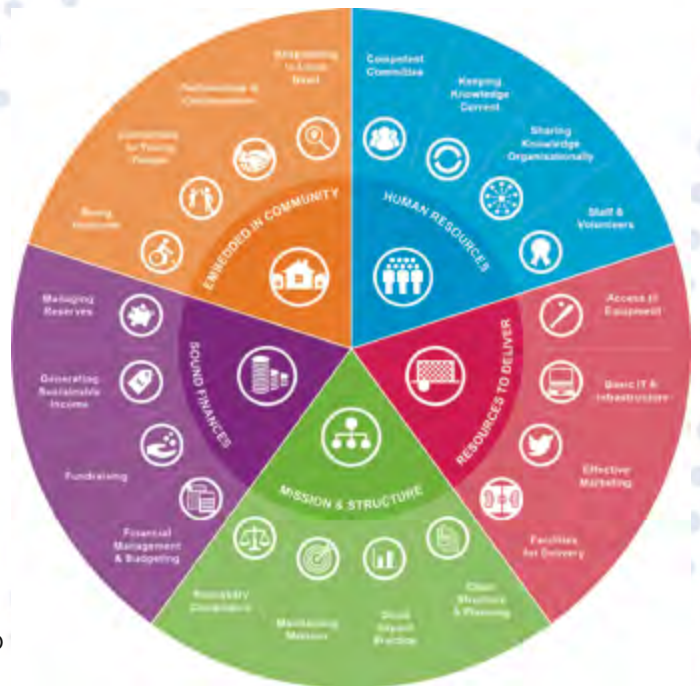 Competent
Committee
Keeping
Knowledge
Current
Sharing
Knowledge
Organisationally
Staff &
Volunteers
HUMAN RESOURCES
Access to
Equipment
Basic IT &
Infrastructure
Effective
Marketing
Facilities
for Delivery
RESOURCES TO DELIVER
Clear
Structure
& Planning
Good
Impact
Practice
Maintaining
Mission
Regulatory
Compliance
MISSION & STRUCTURE
Financial
Management
& Budgeting
Fundraising
Generating
Sustainable
Income
Managing
Reserves
SOUND FINANCES
Being
Inclusive
Young
People
Partnerships &
Responding
to Local
Need
EMBEDDED IN COMMUNITY